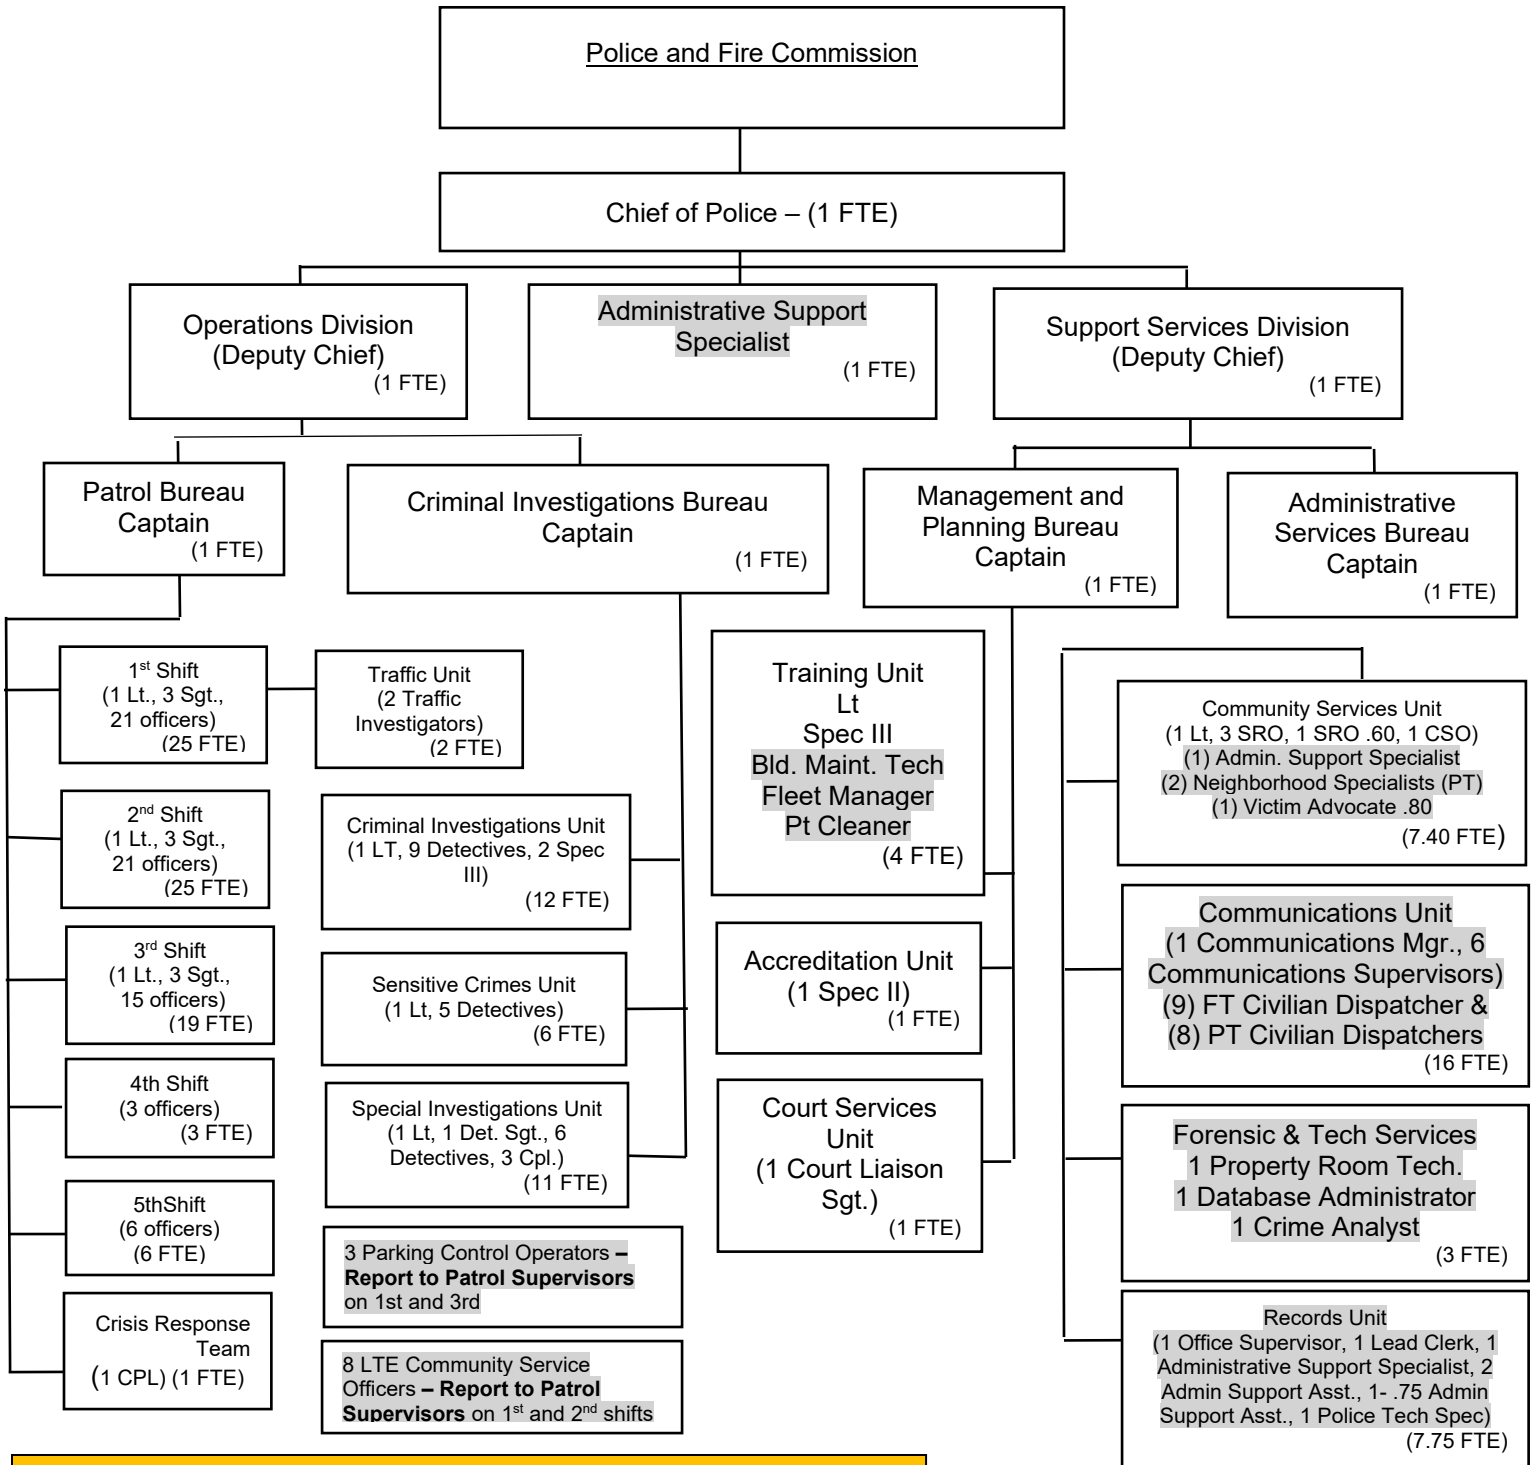 Police and Fire Commission
Chief of Police – (1 FTE)
Operations Division
(Deputy Chief)
(1 FTE)
Administrative Support
Specialist
(1 FTE)
Support Services Division
(Deputy Chief)
(1 FTE)
Patrol Bureau
Captain
(1 FTE)
Criminal Investigations Bureau
Captain
(1 FTE)
Management and
Planning Bureau
Captain
(1 FTE)
Administrative
Services Bureau
Captain
(1 FTE)
1st Shift
(1 Lt., 3 Sgt.,
21 officers)
(25 FTE)
Traffic Unit
(2 Traffic
Investigators)
(2 FTE)
2nd Shift
(1 Lt., 3 Sgt.,
21 officers)
(25 FTE)
3rd Shift
(1 Lt., 3 Sgt.,
15 officers)
(19 FTE)
4th Shift
(3 officers)
(3 FTE)
5thShift
(6 officers)
(6 FTE)
Crisis Response
Team
(1 CPL) (1 FTE)
Criminal Investigations Unit
(1 LT, 9 Detectives, 2 Spec
III)
(12 FTE)
Sensitive Crimes Unit
(1 Lt, 5 Detectives)
(6 FTE)
Special Investigations Unit
(1 Lt, 1 Det. Sgt., 6
Detectives, 3 Cpl.)
(11 FTE)
3 Parking Control Operators –
Report to Patrol Supervisors
on 1st and 3rd
8 LTE Community Service
Officers – Report to Patrol
Supervisors on 1st and 2nd shifts
Training Unit
Lt
Spec III
Bld. Maint. Tech
Fleet Manager
Pt Cleaner
(4 FTE)
Accreditation Unit
(1 Spec II)
(1 FTE)
Court Services
Unit
(1 Court Liaison
Sgt.)
(1 FTE)
Community Services Unit
(1 Lt, 3 SRO, 1 SRO .60, 1 CSO)
(1) Admin. Support Specialist
(2) Neighborhood Specialists (PT)
(1) Victim Advocate .80
(7.40 FTE)
Communications Unit
(1 Communications Mgr., 6
Communications Supervisors)
(9) FT Civilian Dispatcher &
(8) PT Civilian Dispatchers
(16 FTE)
Forensic & Tech Services
1 Property Room Tech.
1 Database Administrator
1 Crime Analyst
(3 FTE)
Records Unit
(1 Office Supervisor, 1 Lead Clerk, 1
Administrative Support Specialist, 2
Admin Support Asst., 1- .75 Admin
Support Asst., 1 Police Tech Spec)
(7.75 FTE)